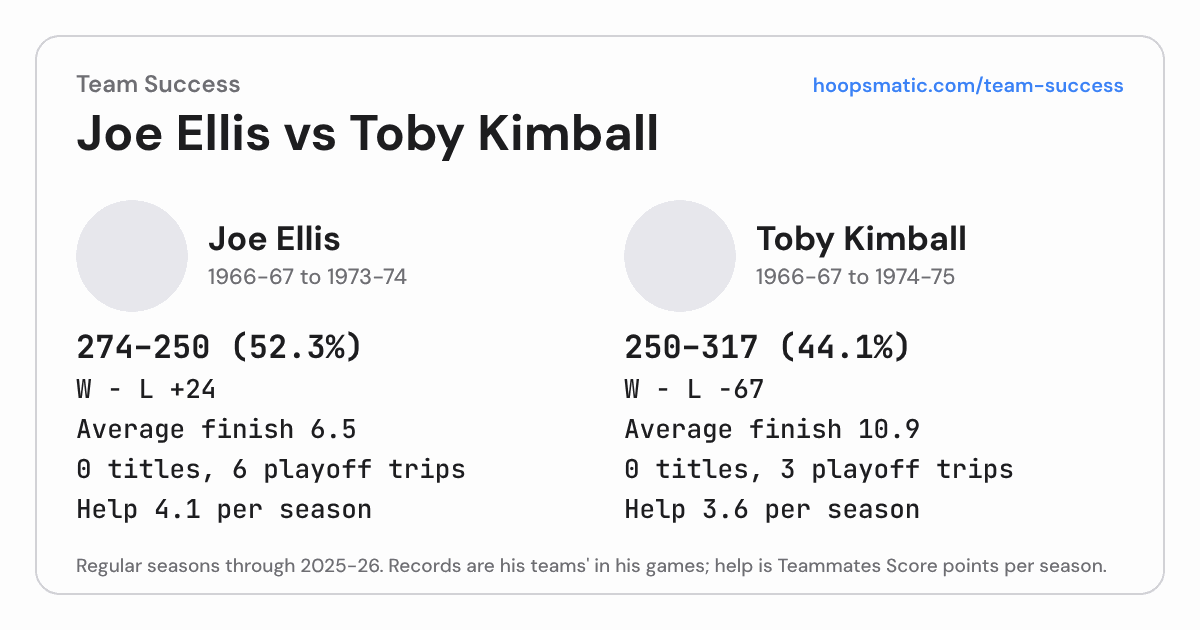 Team Success
hoopsmatic.com/team-success
Joe Ellis vs Toby Kimball
Joe Ellis
1966-67 to 1973-74
274-250 (52.3%)
W - L +24
Average finish 6.5
0 titles, 6 playoff trips
Help 4.1 per season
Toby Kimball
1966-67 to 1974-75
250-317 (44.1%)
W - L -67
Average finish 10.9
0 titles, 3 playoff trips
Help 3.6 per season
Regular seasons through 2025-26. Records are his teams' in his games; help is Teammates Score points per season.